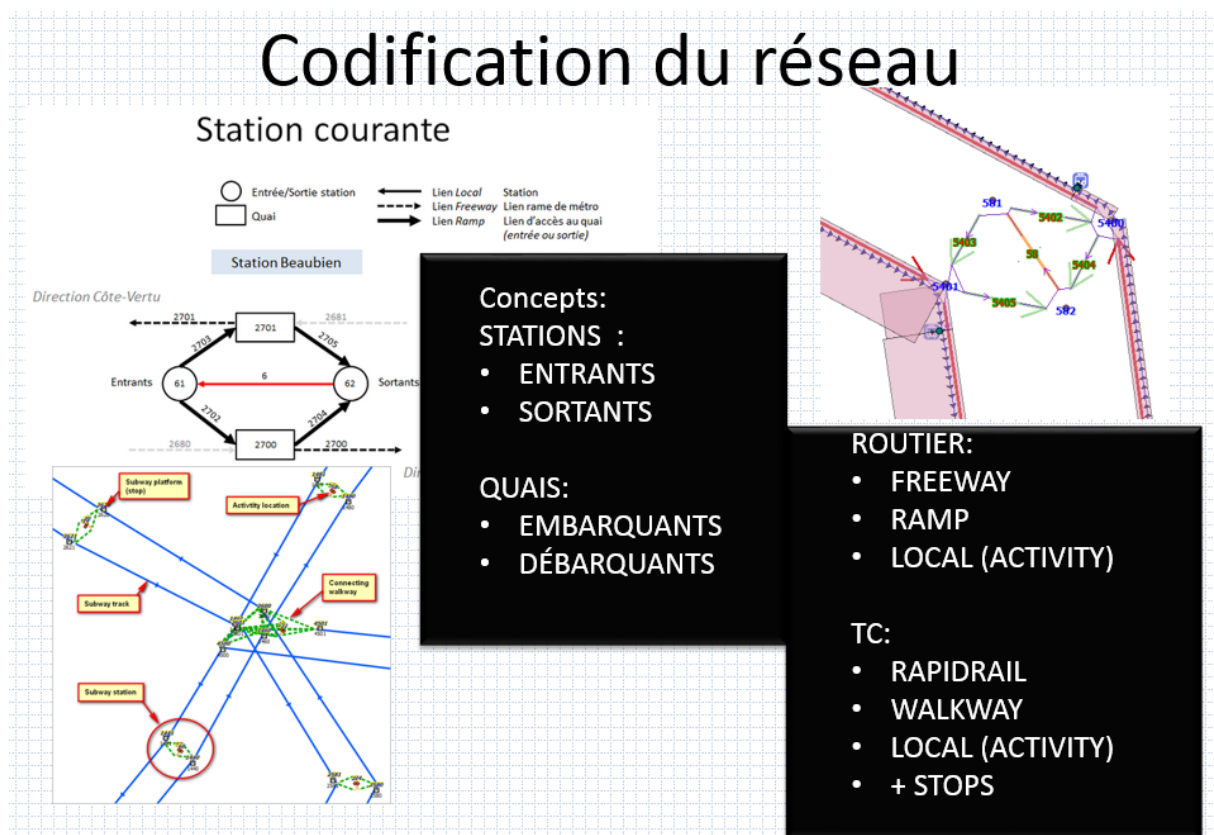 Codification du réseau
Station courante
Entrée/Sortie station
Quai
Lien Local Station
Lien Freeway Lien rame de métro
Lien Ramp Lien d'accès au quai
(entrée ou sortie)
Station Beaubien
Direction Côte-Vertu
2701
2701
2681
2703
2705
Entrants
61
6
62
Sortants
2702
2704
2680
2700
2700
581
5402
5400
5403
50
5404
5401
5405
582
Concepts:
STATIONS :
• ENTRANTS
• SORTANTS
QUAIS:
• EMBARQUANTS
• DÉBARQUANTS
ROUTIER:
• FREEWAY
• RAMP
• LOCAL (ACTIVITY)
TC:
• RAPIDRAIL
• WALKWAY
• LOCAL (ACTIVITY)
• + STOPS
Subway platform
(stop)
Activtity location
Connecting
walkway
Subway track
Subway station